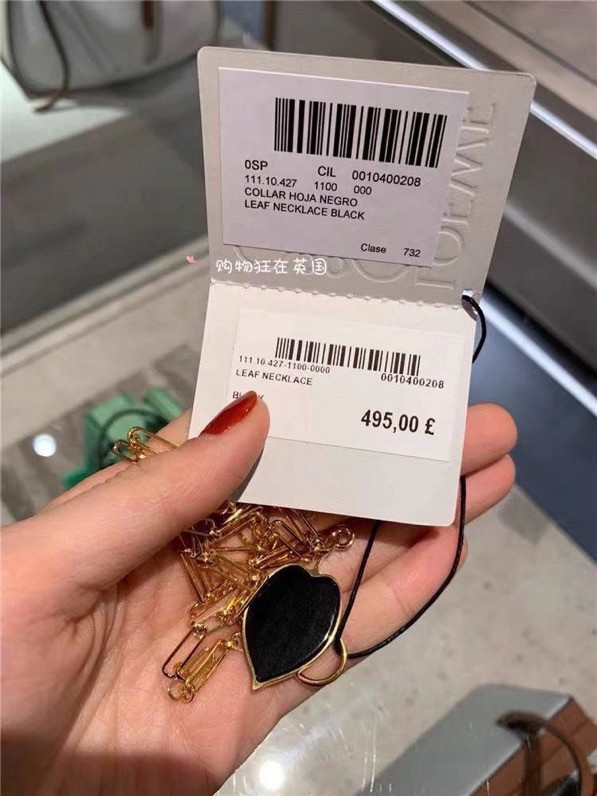 0SP CIL 0010400208
111.10.427 1100 000
COLLAR HOJA NEGRO
LEAF NECKLACE BLACK
Clase 732
LOEWE
购物狂在英国
111.10.427-1100-0000 0010400208
LEAF NECKLACE
495,00 £